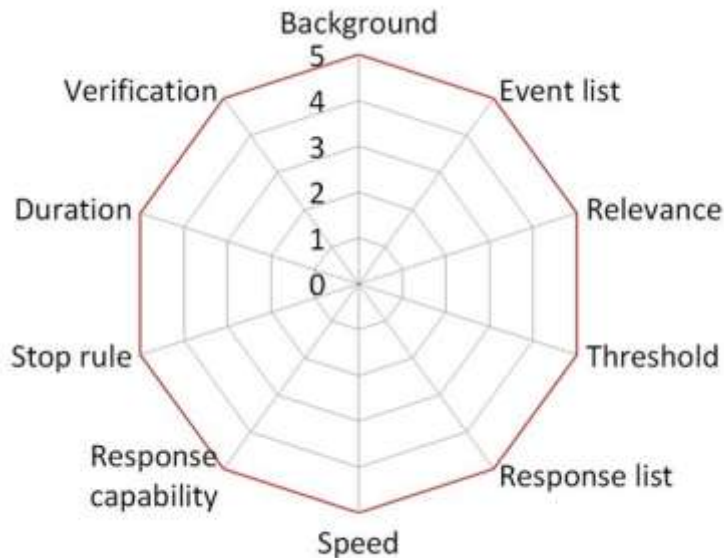 Background
5
Verification
Event list
4
3
Duration
2
Relevance
1
0
Stop rule
Threshold
Response
capability
Response list
Speed